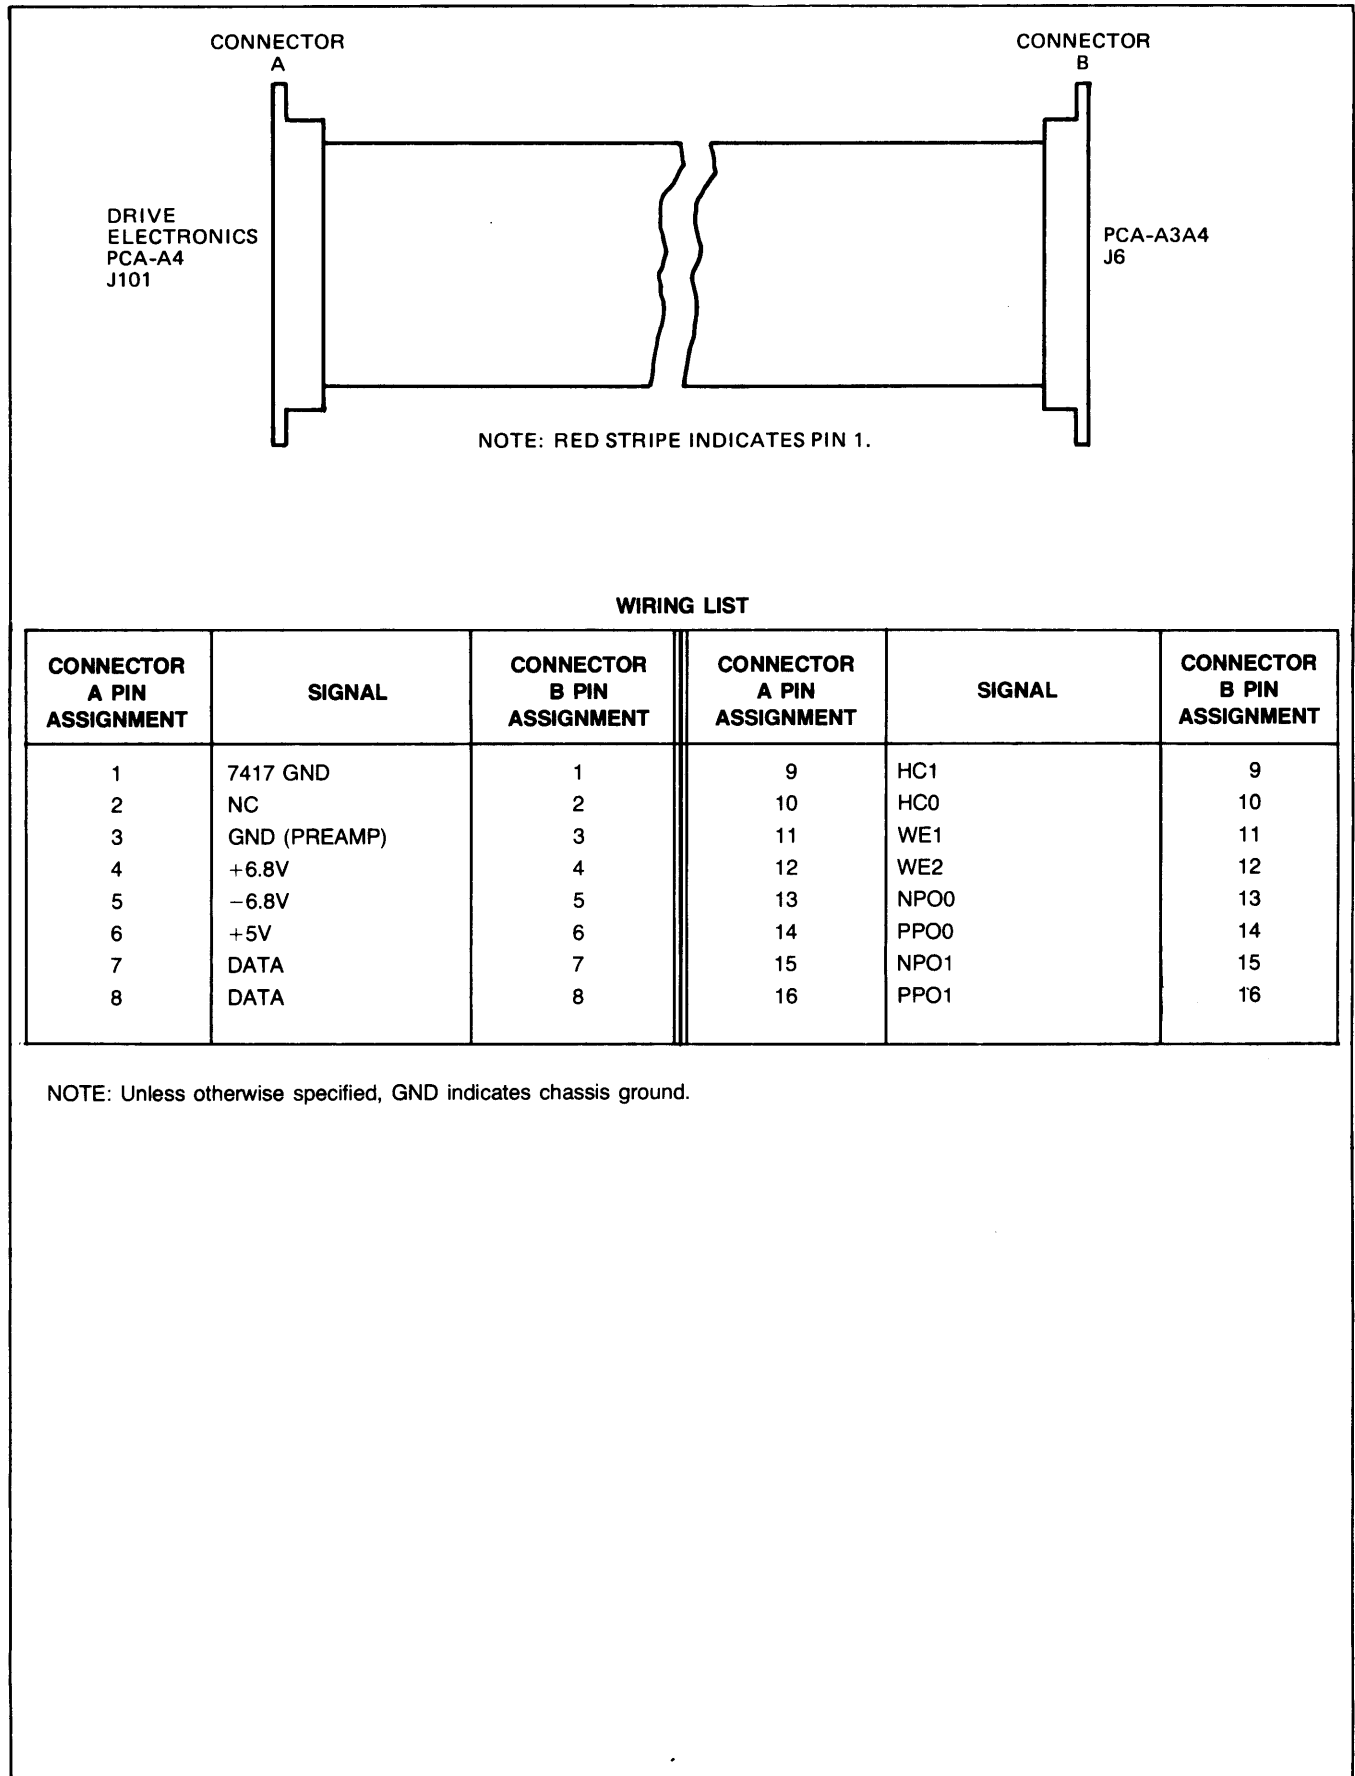 CONNECTOR
A
CONNECTOR
B
DRIVE
ELECTRONICS
PCA-A4
J101
PCA-A3A4
J6
NOTE: RED STRIPE INDICATES PIN 1.
WIRING LIST
CONNECTOR A PIN ASSIGNMENT SIGNAL CONNECTOR B PIN ASSIGNMENT CONNECTOR A PIN ASSIGNMENT SIGNAL CONNECTOR B PIN ASSIGNMENT
1 7417 GND 1 9 HC1 9
2 NC 2 10 HC0 10
3 GND (PREAMP) 3 11 WE1 11
4 +6.8V 4 12 WE2 12
5 −6.8V 5 13 NPO0 13
6 +5V 6 14 PPO0 14
7 DATA 7 15 NPO1 15
8 DATA 8 16 PPO1 16
NOTE: Unless otherwise specified, GND indicates chassis ground.